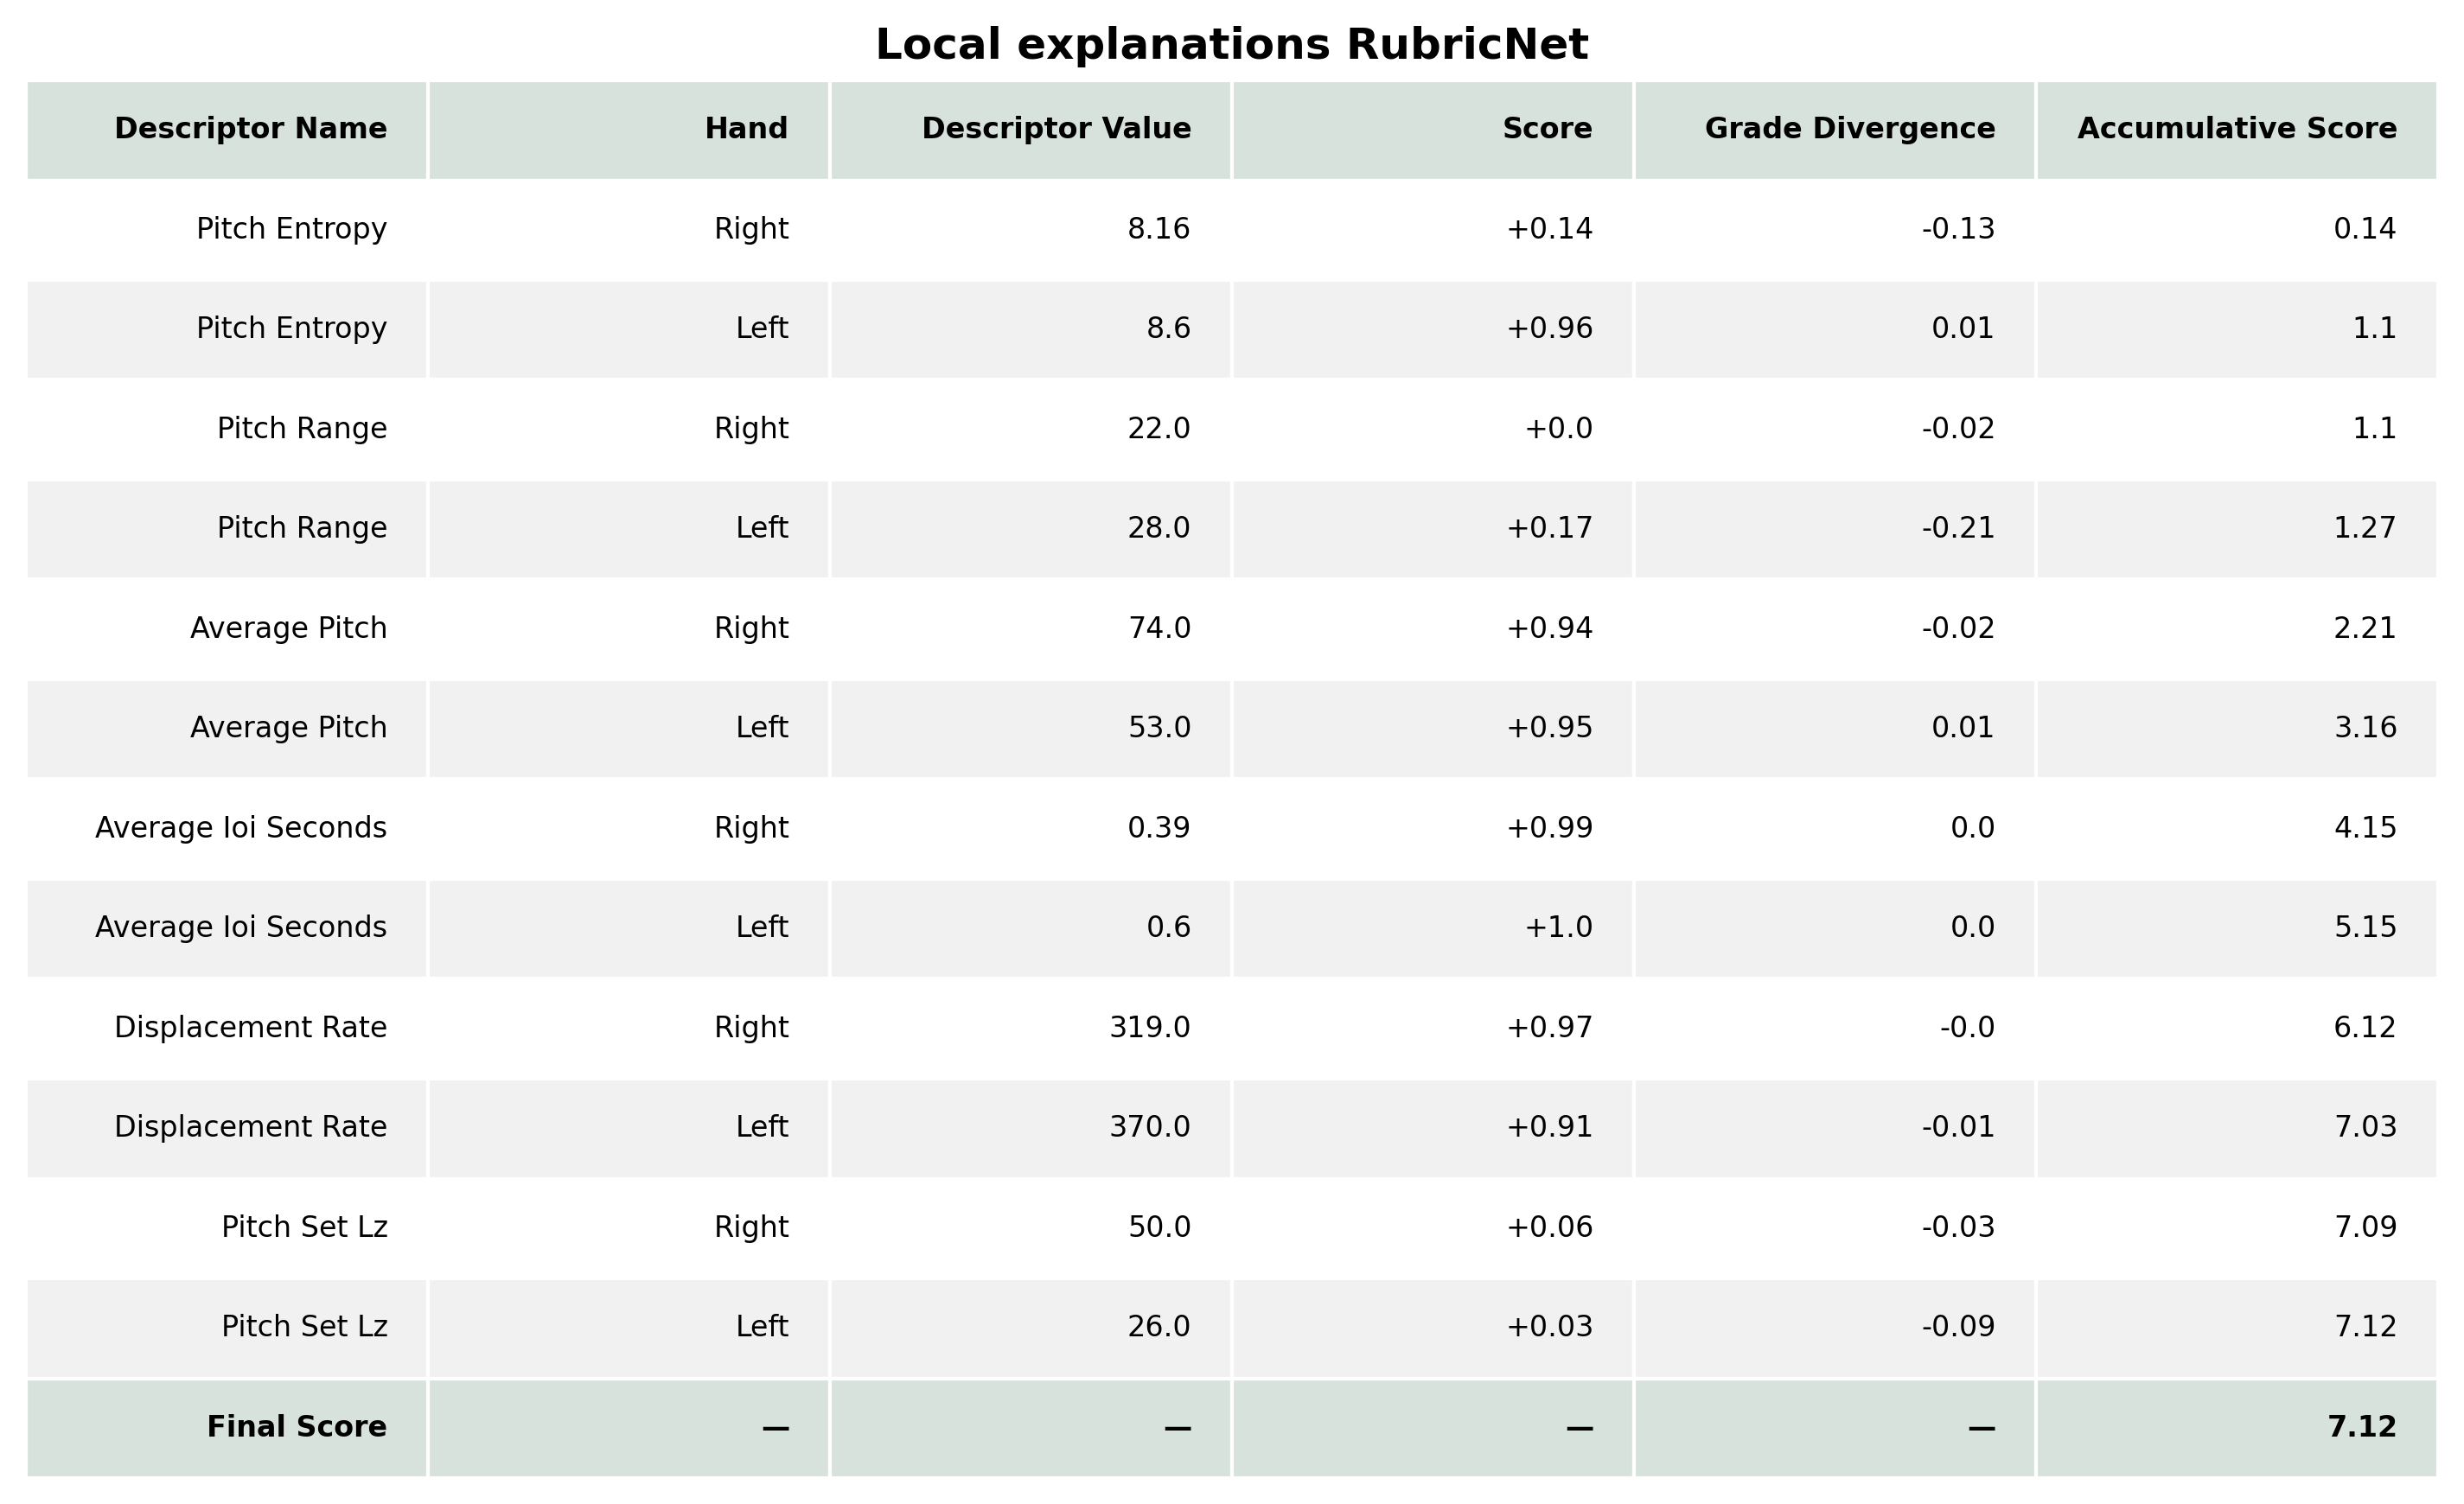 Local explanations RubricNet
Descriptor Name Hand Descriptor Value Score Grade Divergence Accumulative Score
Pitch Entropy Right 8.16 +0.14 -0.13 0.14
Pitch Entropy Left 8.6 +0.96 0.01 1.1
Pitch Range Right 22.0 +0.0 -0.02 1.1
Pitch Range Left 28.0 +0.17 -0.21 1.27
Average Pitch Right 74.0 +0.94 -0.02 2.21
Average Pitch Left 53.0 +0.95 0.01 3.16
Average Ioi Seconds Right 0.39 +0.99 0.0 4.15
Average Ioi Seconds Left 0.6 +1.0 0.0 5.15
Displacement Rate Right 319.0 +0.97 -0.0 6.12
Displacement Rate Left 370.0 +0.91 -0.01 7.03
Pitch Set Lz Right 50.0 +0.06 -0.03 7.09
Pitch Set Lz Left 26.0 +0.03 -0.09 7.12
Final Score — — — — 7.12